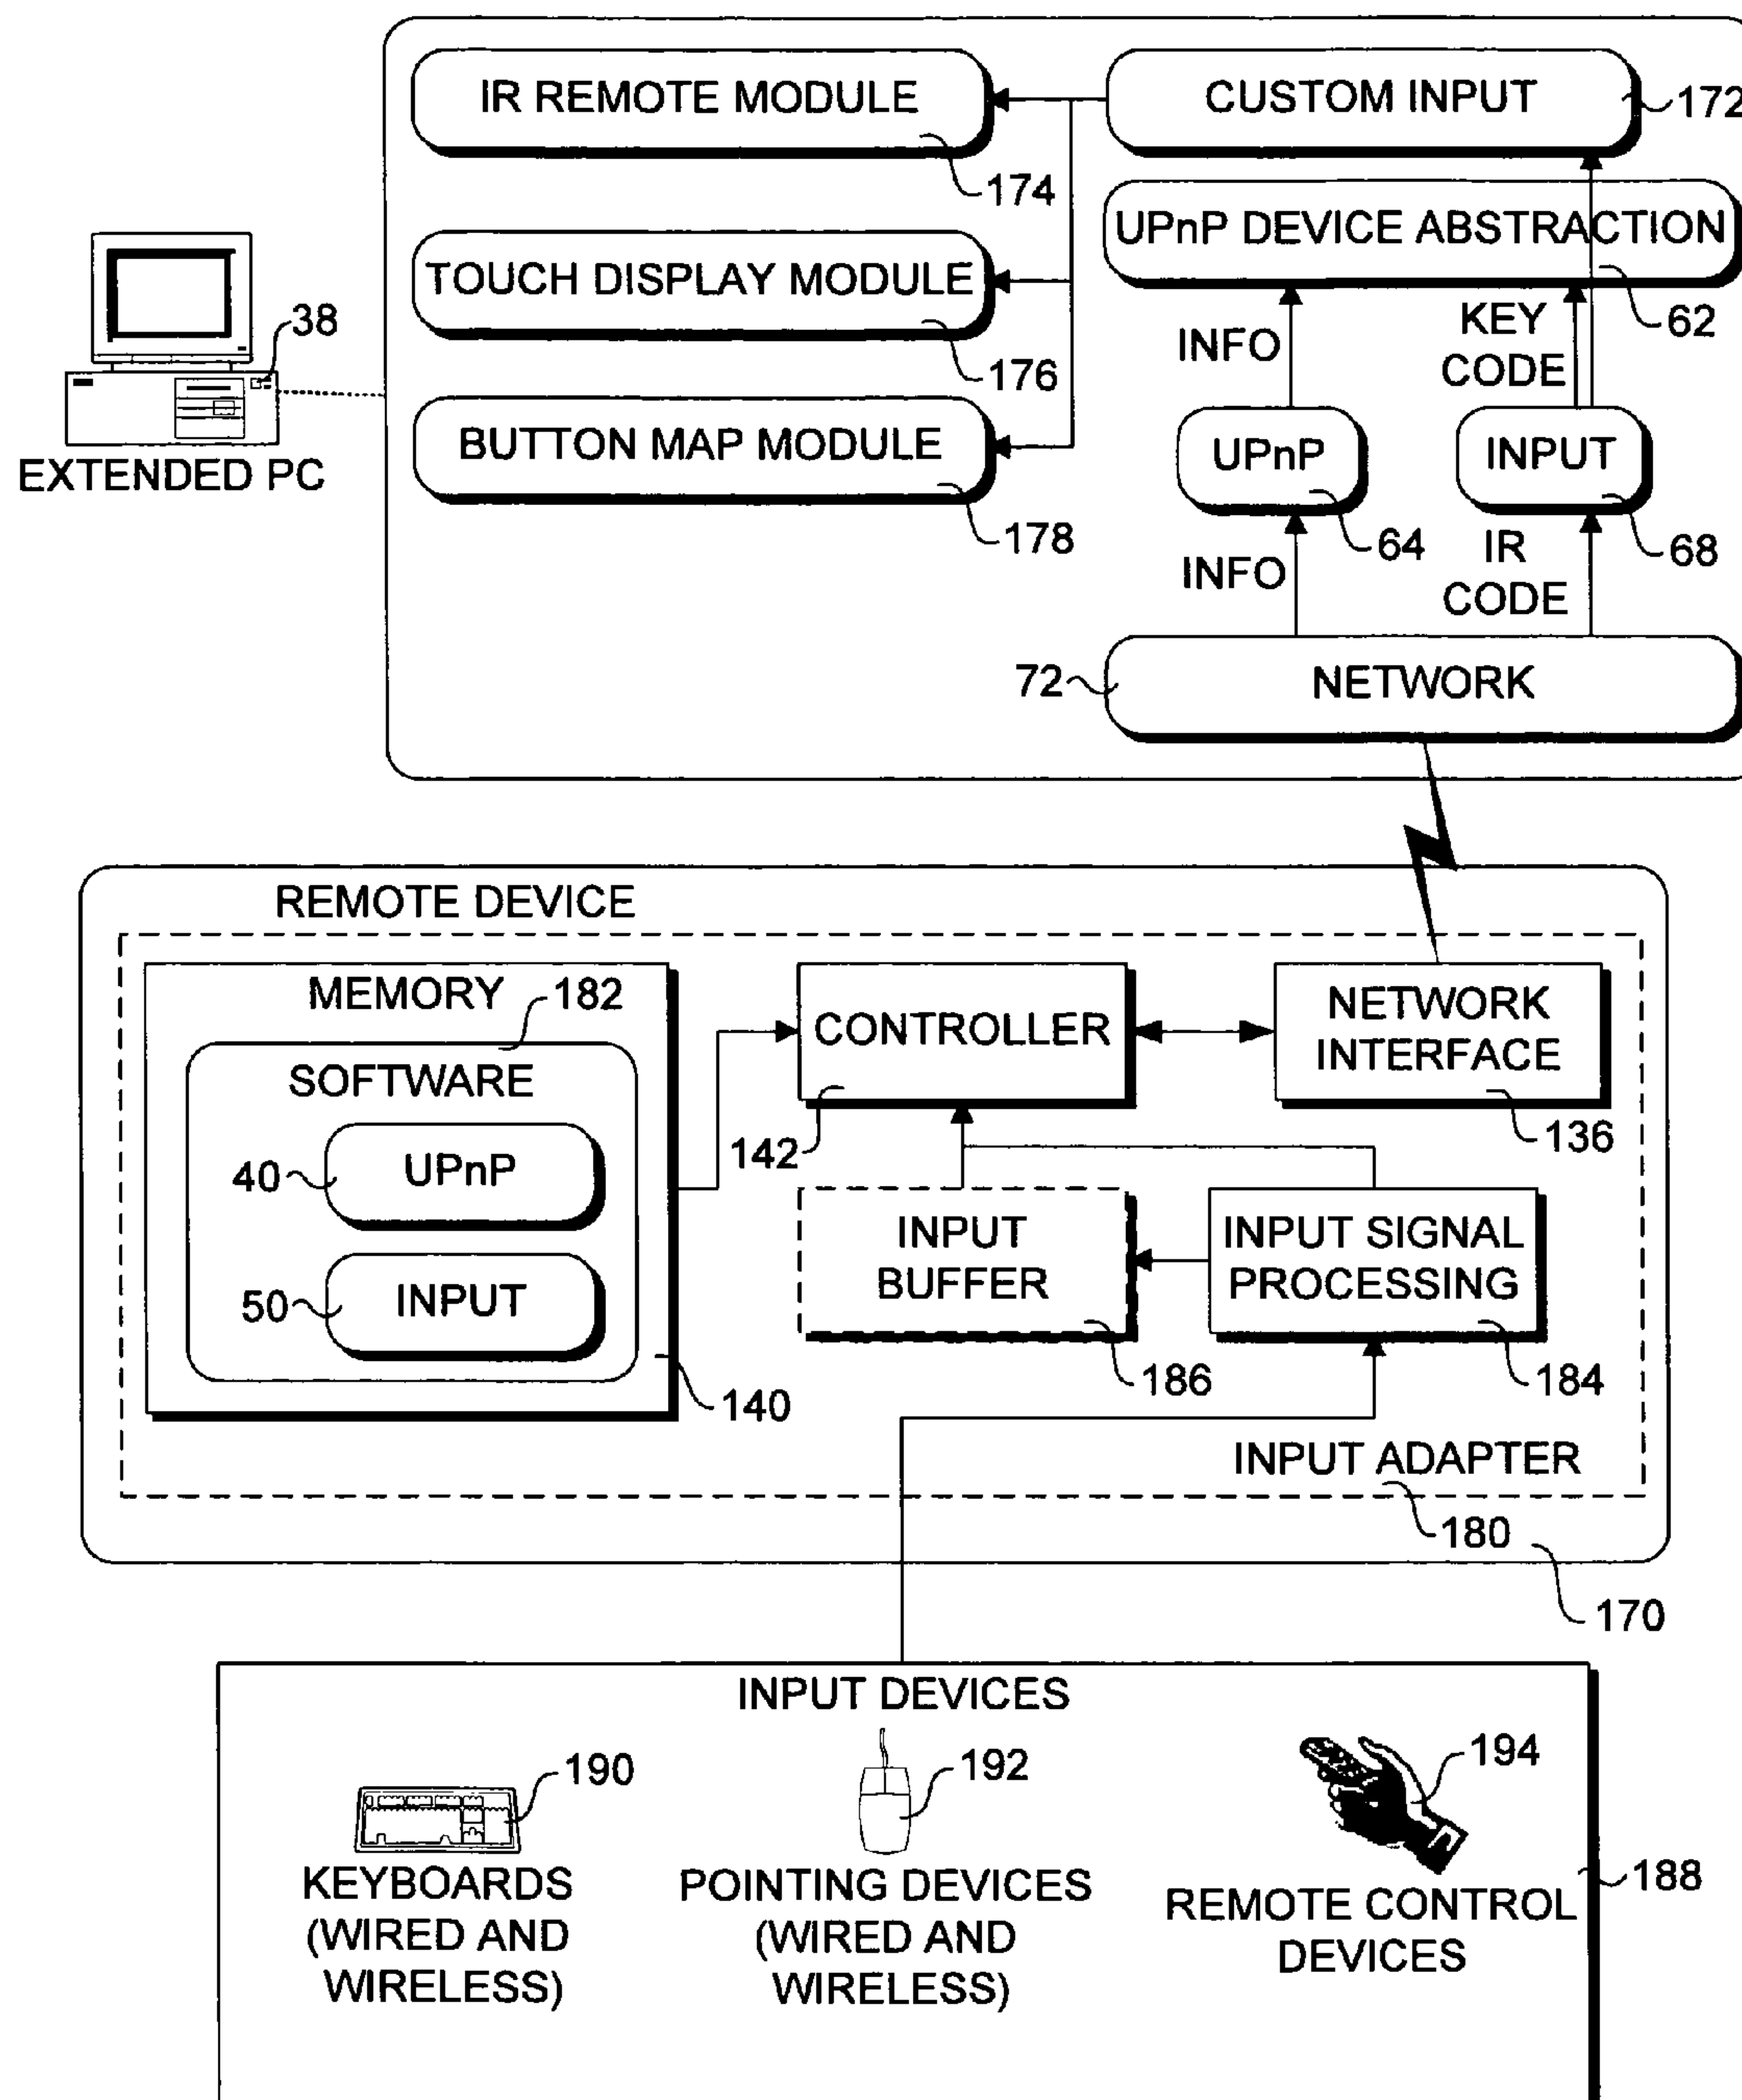 IR REMOTE MODULE
174
CUSTOM INPUT
172
TOUCH DISPLAY MODULE
176
UPnP DEVICE ABSTRACTION
62
BUTTON MAP MODULE
178
INFO
KEY
CODE
UPnP
64
INPUT
68
INFO
IR
CODE
72
NETWORK
38
EXTENDED PC
REMOTE DEVICE
MEMORY
182
SOFTWARE
40
UPnP
50
INPUT
140
CONTROLLER
142
NETWORK
INTERFACE
136
INPUT
BUFFER
186
INPUT SIGNAL
PROCESSING
184
INPUT ADAPTER
180
170
INPUT DEVICES
190
KEYBOARDS
(WIRED AND
WIRELESS)
192
POINTING DEVICES
(WIRED AND
WIRELESS)
194
REMOTE CONTROL
DEVICES
188